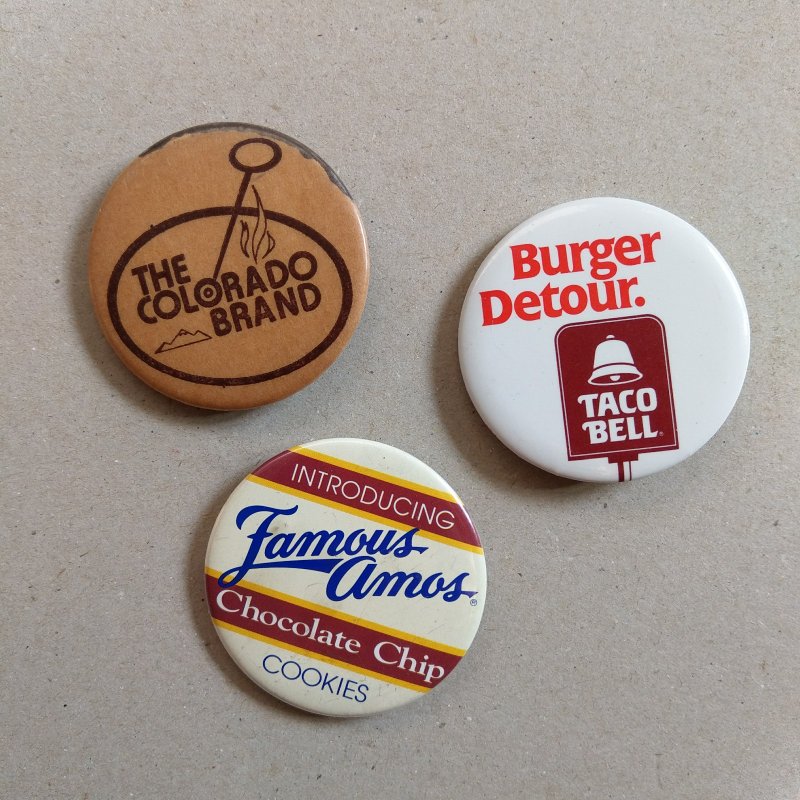 THE
COLORADO
BRAND
Burger
Detour.
TACO
BELL®
INTRODUCING
Famous
Amos®
Chocolate Chip
COOKIES